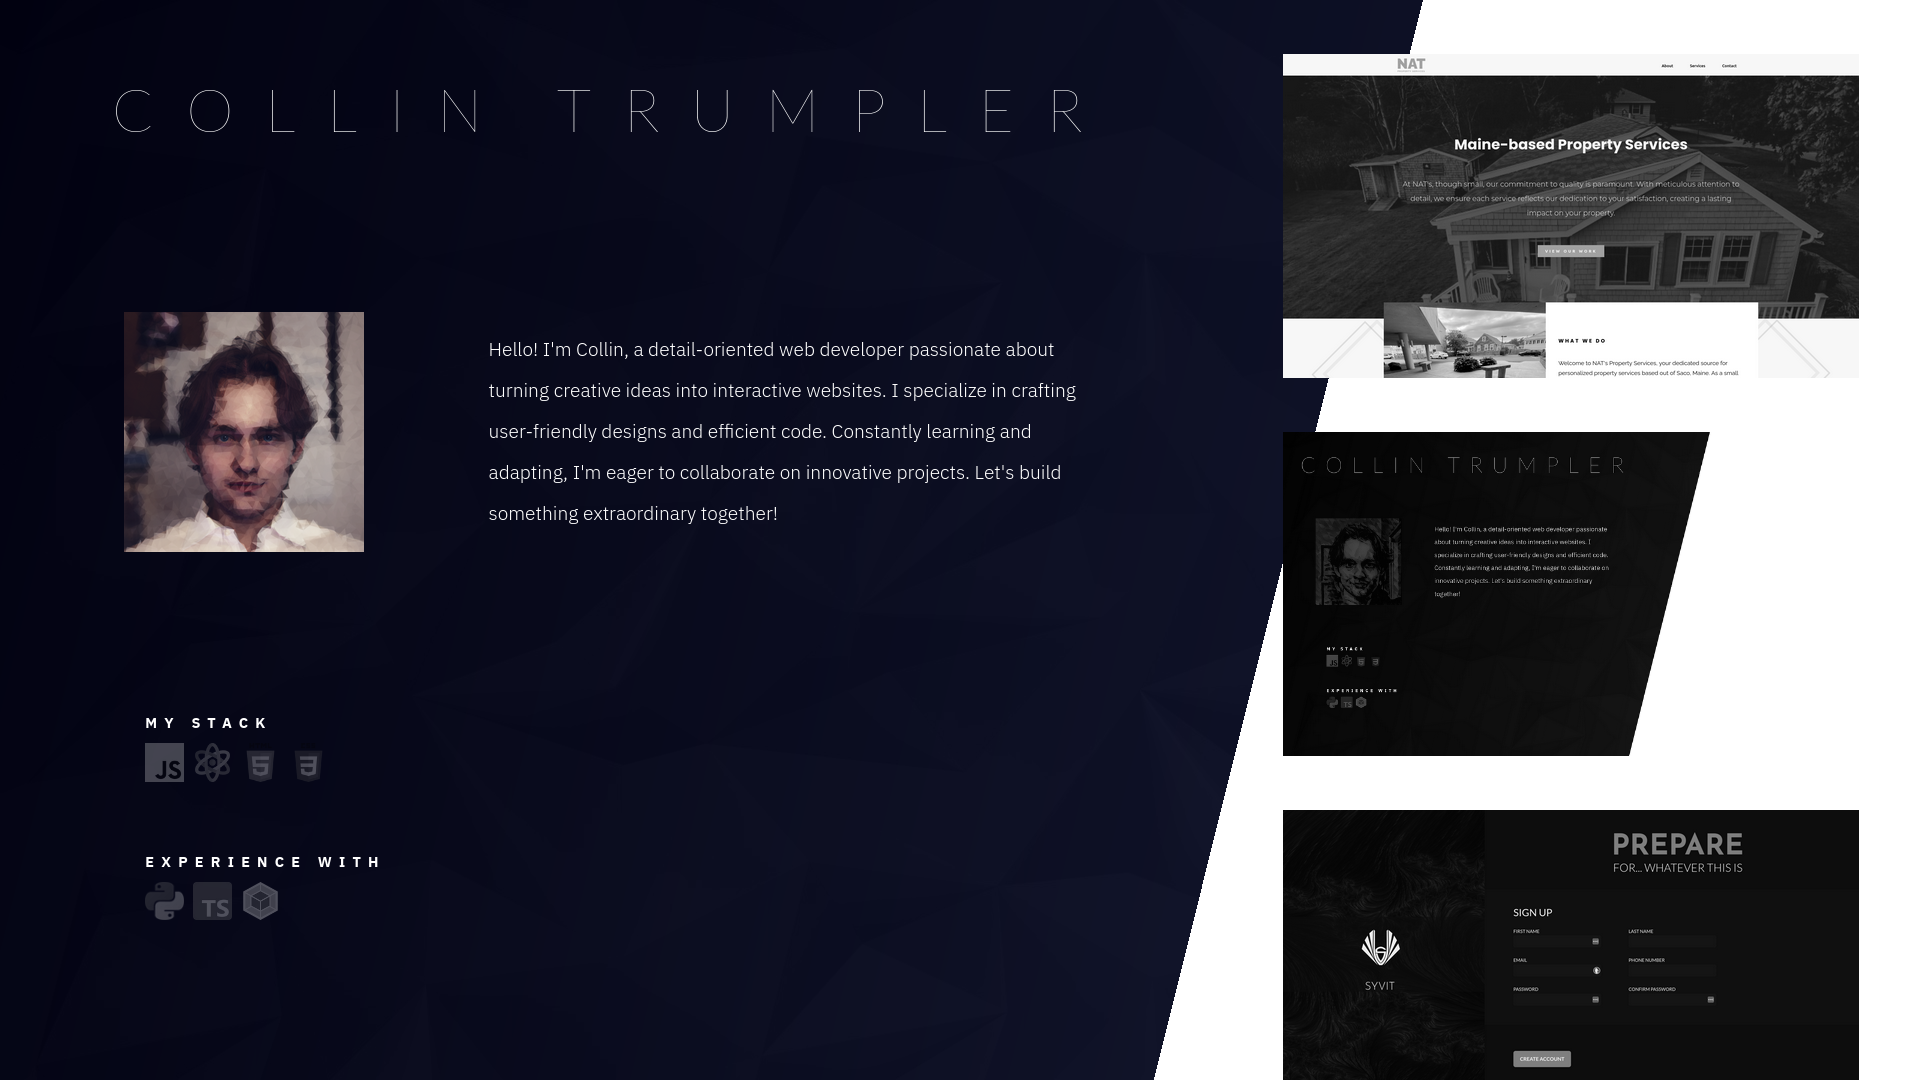 COLLIN TRUMPLER
Hello! I'm Collin, a detail-oriented web developer passionate about
turning creative ideas into interactive websites. I specialize in crafting
user-friendly designs and efficient code. Constantly learning and
adapting, I'm eager to collaborate on innovative projects. Let's build
something extraordinary together!
MY STACK
JS
5
3
EXPERIENCE WITH
TS
NAT
About Services Contact
Maine-based Property Services
At NAT's, though small, our commitment to quality is paramount. With meticulous attention to
detail, we ensure each service reflects our dedication to your satisfaction, creating a lasting
impact on your property.
VIEW OUR WORK
WHAT WE DO
Welcome to NAT's Property Services, your dedicated source for
personalized property services based out of Saco, Maine. As a small
COLLIN TRUMPLER
Hello! I'm Collin, a detail-oriented web developer passionate
about turning creative ideas into interactive websites. I
specialize in crafting user-friendly designs and efficient code.
Constantly learning and adapting, I'm eager to collaborate on
innovative projects. Let's build something extraordinary
together!
MY STACK
JS
EXPERIENCE WITH
TS
PREPARE
FOR... WHATEVER THIS IS
SYVIT
SIGN UP
FIRST NAME LAST NAME
EMAIL PHONE NUMBER
PASSWORD CONFIRM PASSWORD
CREATE ACCOUNT